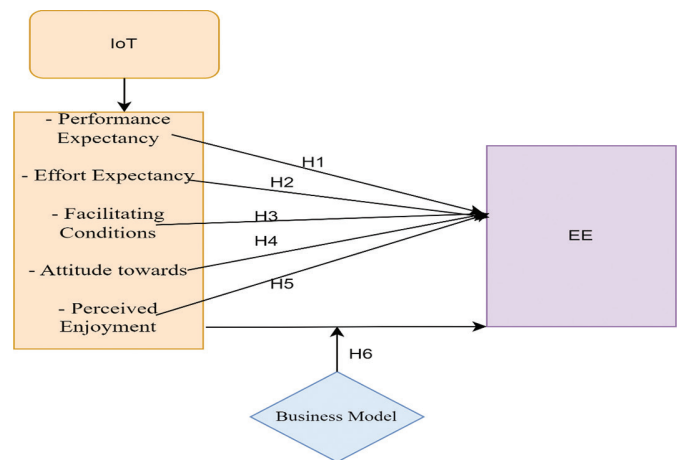 IoT
- Performance
Expectancy
- Effort Expectancy
- Facilitating
Conditions
- Attitude towards
- Perceived
Enjoyment
H1
H2
H3
H4
H5
EE
H6
Business Model